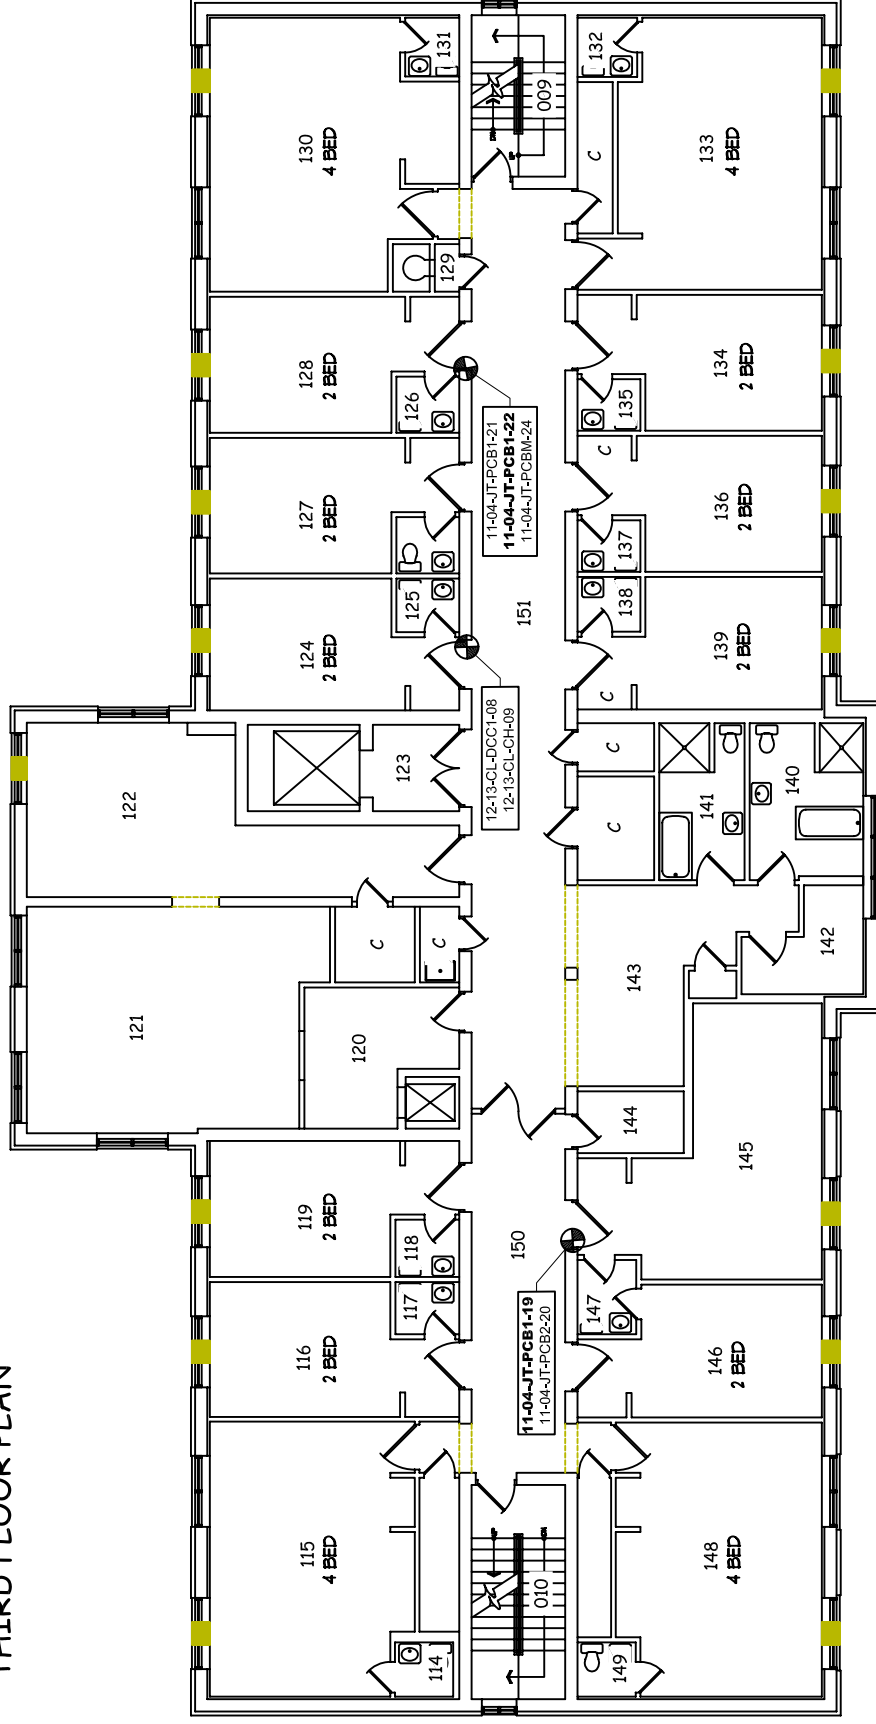 THIRD FLOOR PLAN
115
4 BED
114
116
2 BED
117
118
119
2 BED
120
121
122
C
C
123
124
2 BED
125
127
2 BED
126
128
2 BED
129
130
4 BED
131
010
UP
DN
150
11-04-JT-PCB1-19
11-04-JT-PCB2-20
12-13-CL-DCC1-08
12-13-CL-CH-09
151
11-04-JT-PCB1-21
11-04-JT-PCB1-22
11-04-JT-PCBM-24
009
UP
DN
149
148
4 BED
147
146
2 BED
145
144
143
142
C
C
141
140
C
138
139
2 BED
137
136
2 BED
C
135
134
2 BED
C
133
4 BED
132